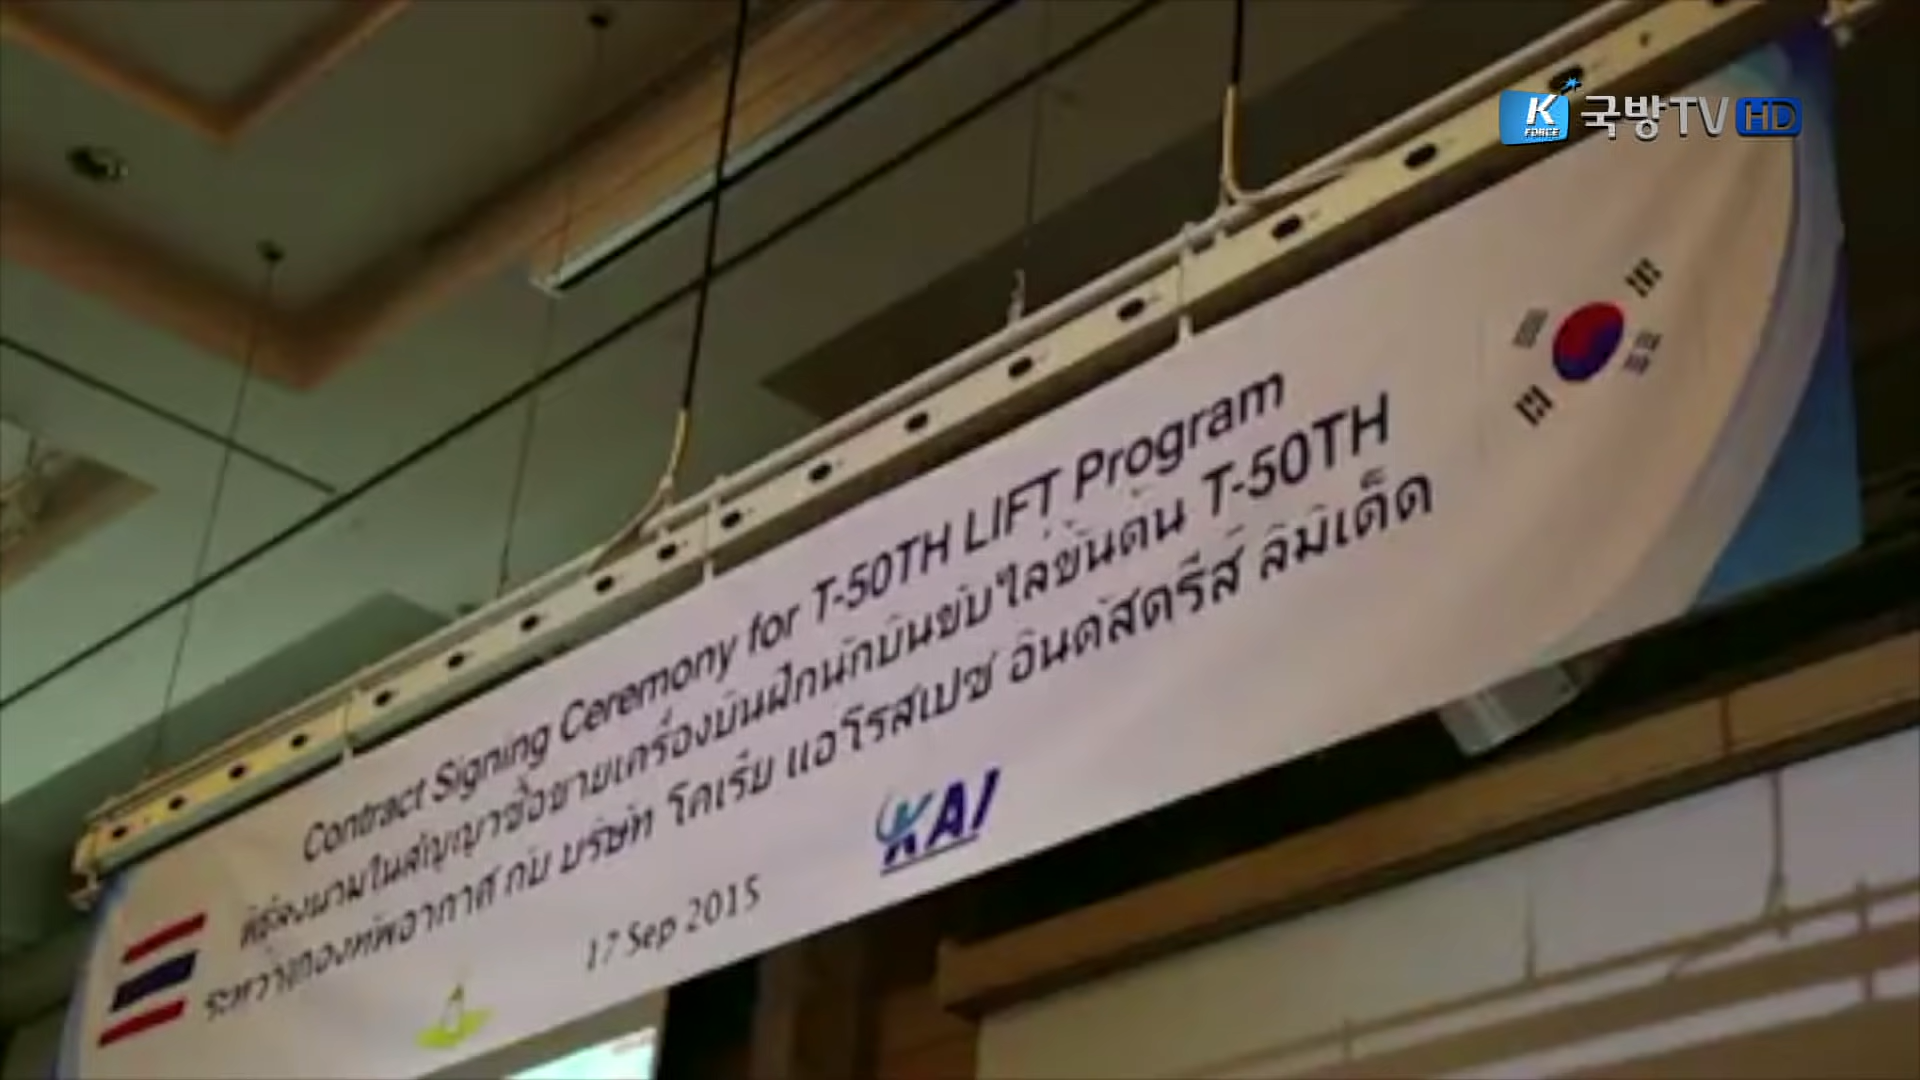 K FORCE 국방TV HD
Contract Signing Ceremony for T-50TH LIFT Program
พิธีลงนามในสัญญาซื้อขายเครื่องบินฝึกนักบินขับไล่ขั้นต้น T-50TH
ระหว่างกองทัพอากาศ กับ บริษัท โคเรีย แอโรสเปซ อินดัสตรีส์ ลิมิเต็ด
17 Sep 2015
KAI